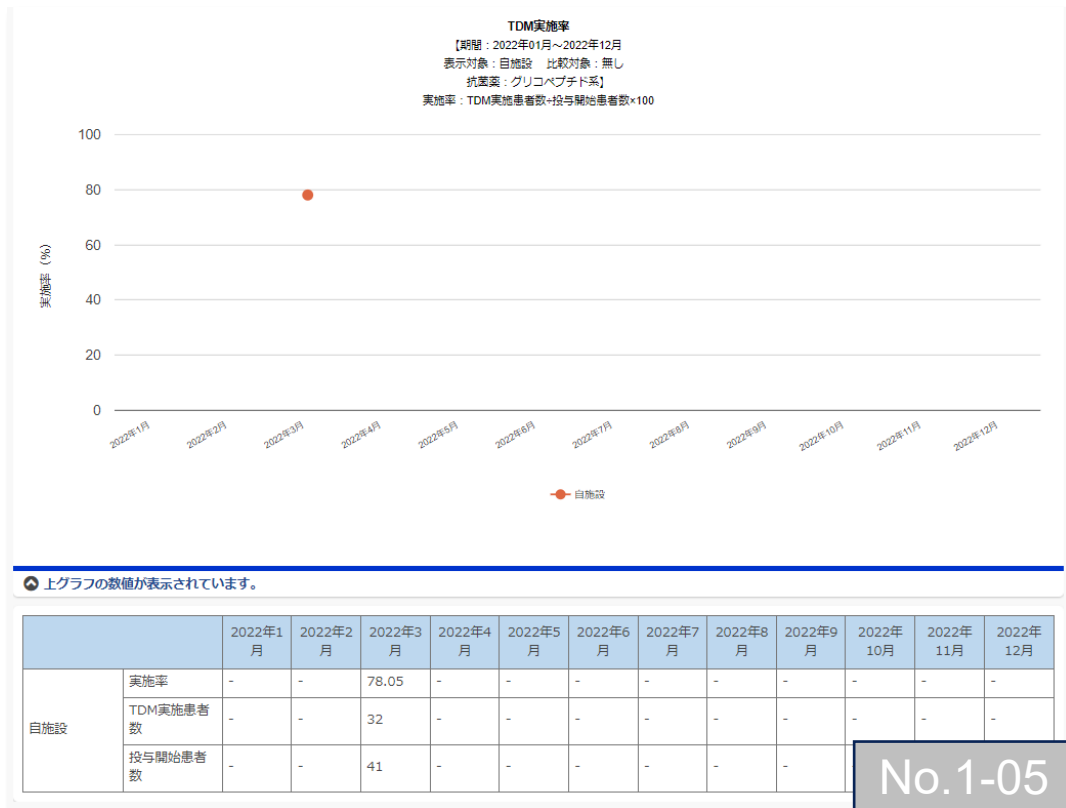 TDM実施率
【期間：2022年01月～2022年12月
表示対象：自施設　比較対象：無し
抗菌薬：グリコペプチド系】
実施率：TDM実施患者数÷投与開始患者数×100
100
80
60
40
20
0
実施率（%）
2022年1月 2022年2月 2022年3月 2022年4月 2022年5月 2022年6月 2022年7月 2022年8月 2022年9月 2022年10月 2022年11月 2022年12月
自施設
上グラフの数値が表示されています。
2022年1月 2022年2月 2022年3月 2022年4月 2022年5月 2022年6月 2022年7月 2022年8月 2022年9月 2022年10月 2022年11月 2022年12月
自施設
実施率 - - 78.05 - - - - - - - - -
TDM実施患者数 - - 32 - - - - - - - - -
投与開始患者数 - - 41 - - - - - - -
No.1-05